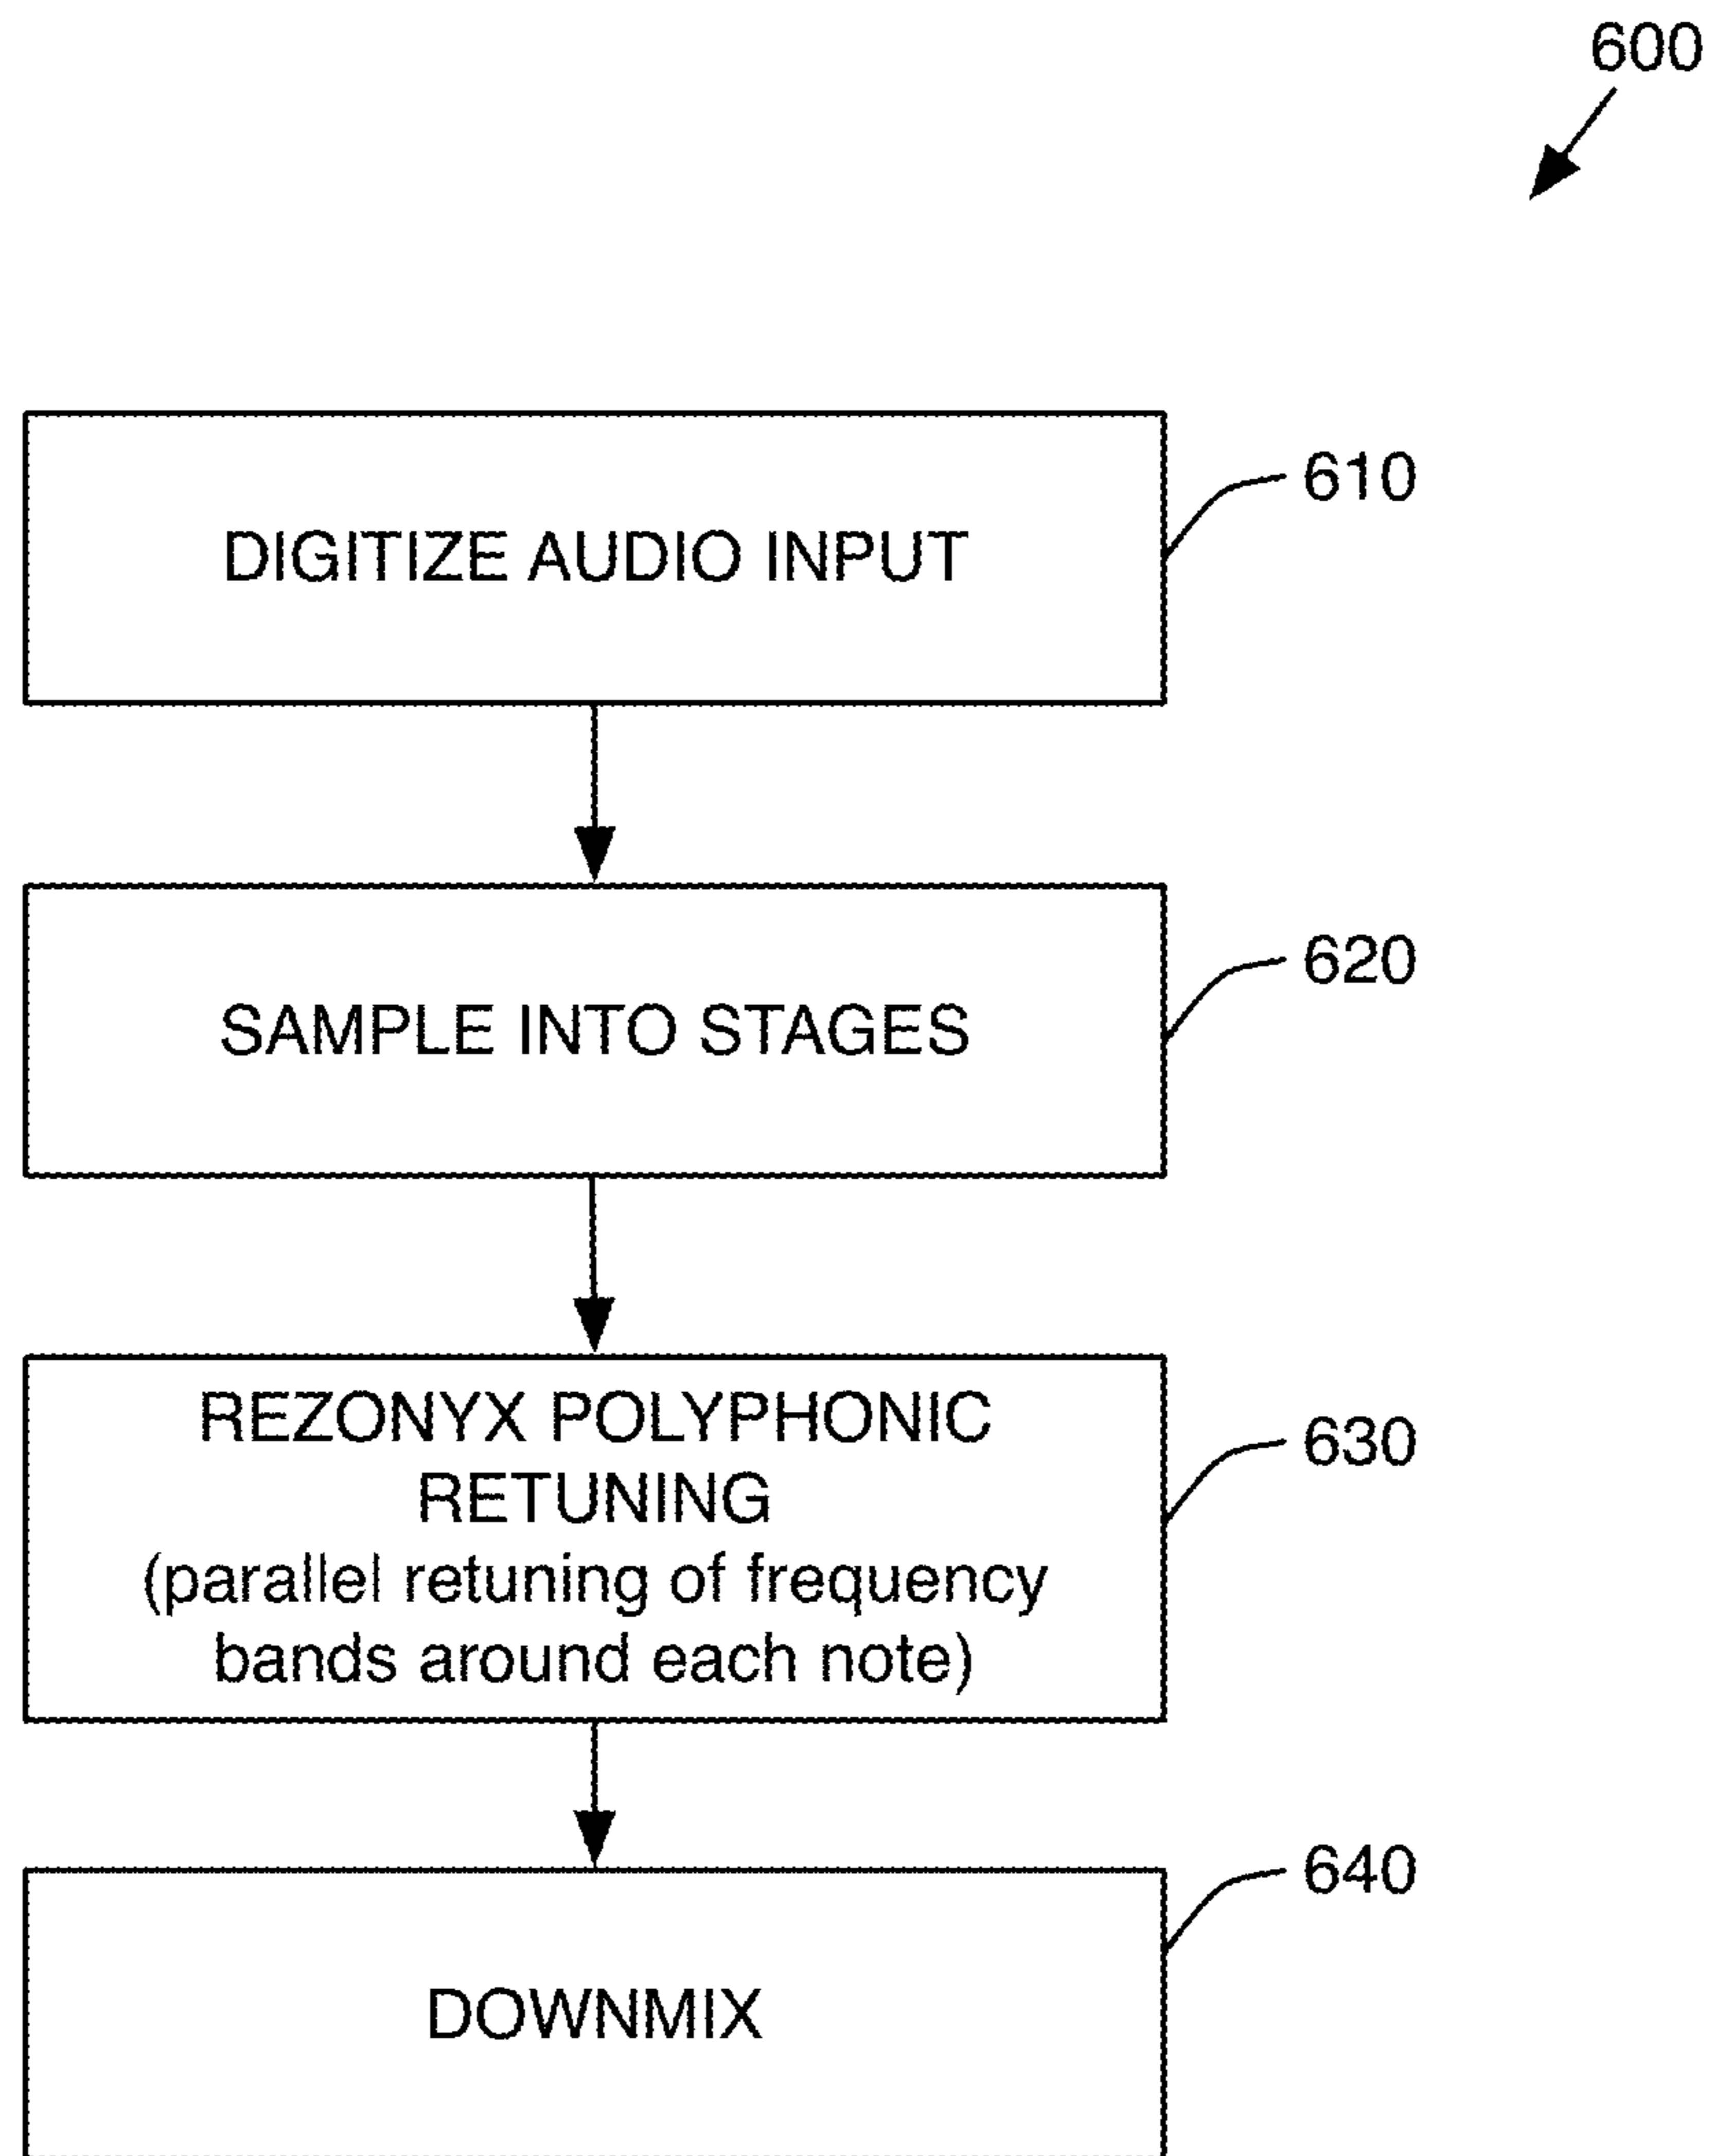 600
DIGITIZE AUDIO INPUT
610
SAMPLE INTO STAGES
620
REZONYX POLYPHONIC
RETUNING
(parallel retuning of frequency
bands around each note)
630
DOWNMIX
640